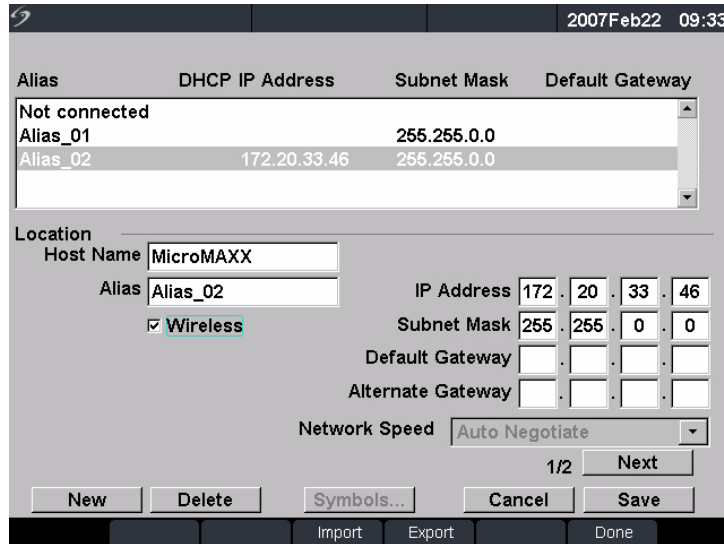 2007Feb22 09:33
Alias DHCP IP Address Subnet Mask Default Gateway
Not connected
Alias_01 255.255.0.0
Alias_02 172.20.33.46 255.255.0.0
Location
Host Name MicroMAXX
Alias Alias_02
Wireless
IP Address 172 . 20 . 33 . 46
Subnet Mask 255 . 255 . 0 . 0
Default Gateway . . .
Alternate Gateway . . .
Network Speed Auto Negotiate
1/2 Next
New Delete Symbols... Cancel Save
Import Export Done